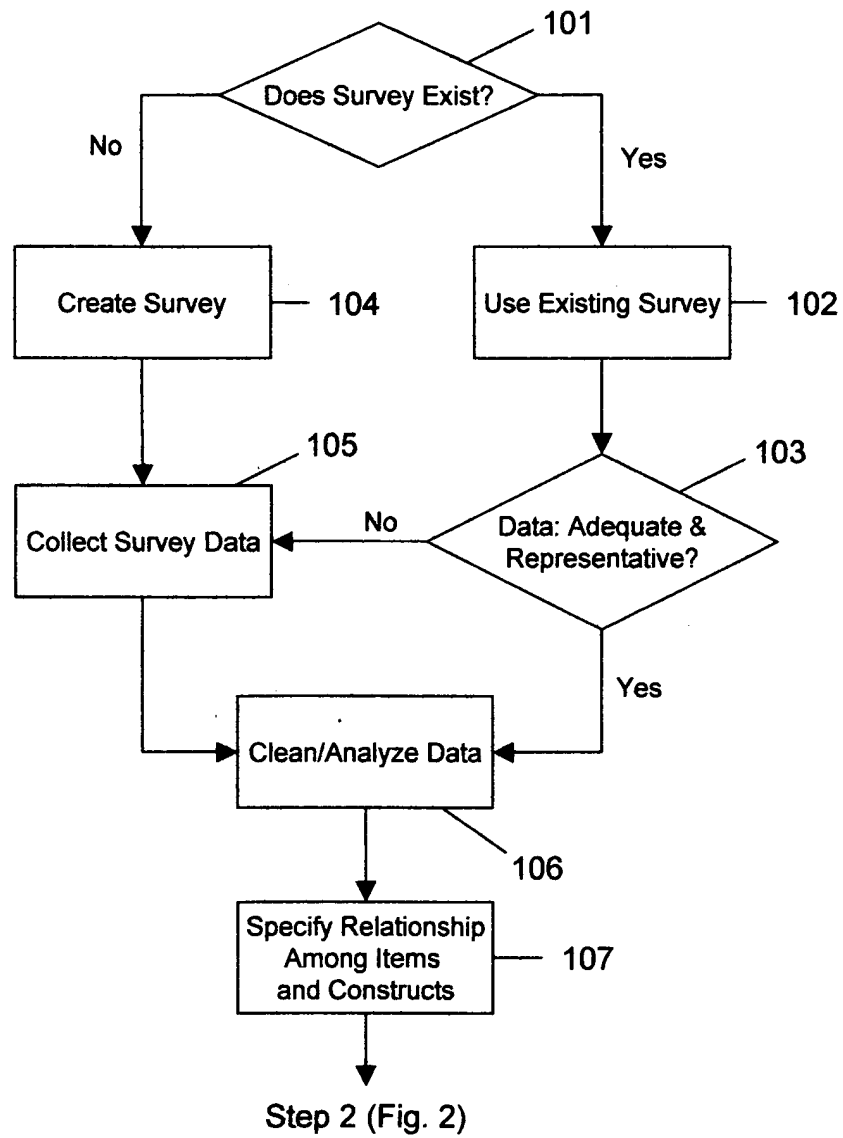 101
Does Survey Exist?
No
Yes
Create Survey
104
Use Existing Survey
102
105
103
Collect Survey Data
No
Data: Adequate &
Representative?
Yes
Clean/Analyze Data
106
Specify Relationship
Among Items
and Constructs
107
Step 2 (Fig. 2)